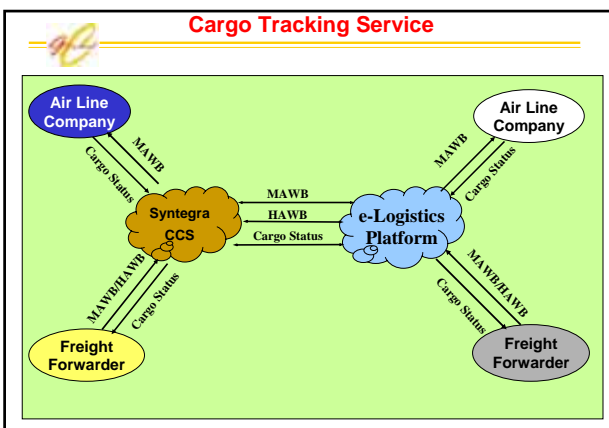 Cargo Tracking Service
Air Line
Company
Air Line
Company
MAWB
Cargo Status
MAWB
Cargo Status
Syntegra
CCS
MAWB
HAWB
Cargo Status
e-Logistics
Platform
MAWB/HAWB
Cargo Status
MAWB/HAWB
Cargo Status
Freight
Forwarder
Freight
Forwarder